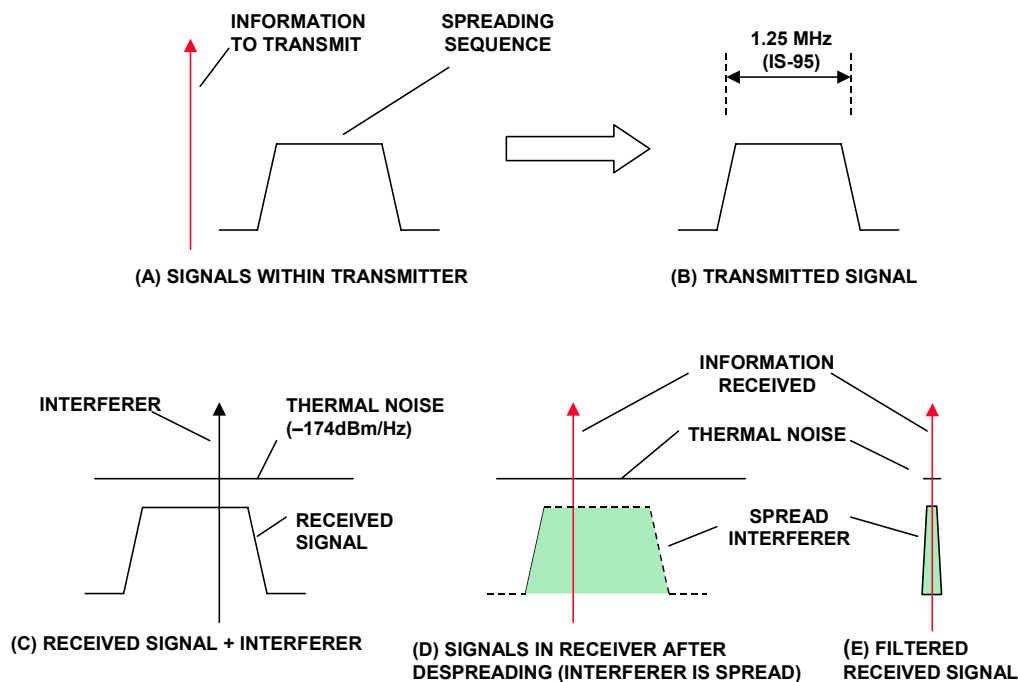 INFORMATION
TO TRANSMIT
SPREADING
SEQUENCE
1.25 MHz
(IS-95)
(A) SIGNALS WITHIN TRANSMITTER
(B) TRANSMITTED SIGNAL
INTERFERER
THERMAL NOISE
(–174dBm/Hz)
RECEIVED
SIGNAL
(C) RECEIVED SIGNAL + INTERFERER
INFORMATION
RECEIVED
THERMAL NOISE
SPREAD
INTERFERER
(D) SIGNALS IN RECEIVER AFTER
DESPREADING (INTERFERER IS SPREAD)
(E) FILTERED
RECEIVED SIGNAL